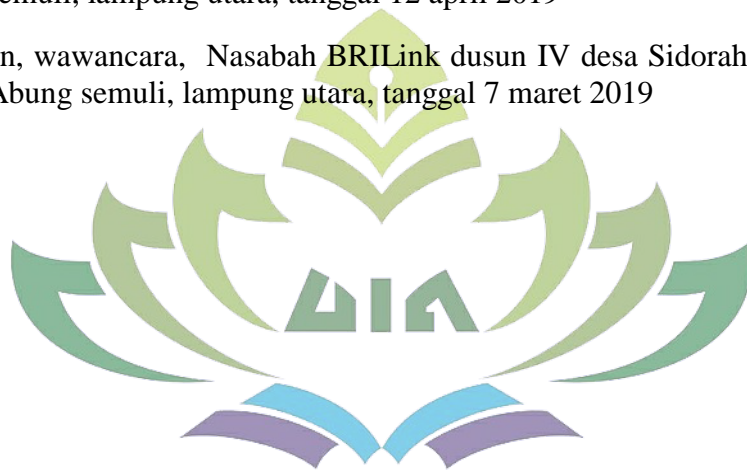 semuli, lampung utara, tanggal 12 april 2019
n, wawancara, Nasabah BRILink dusun IV desa Sidorah
Abung semuli, lampung utara, tanggal 7 maret 2019
UIN